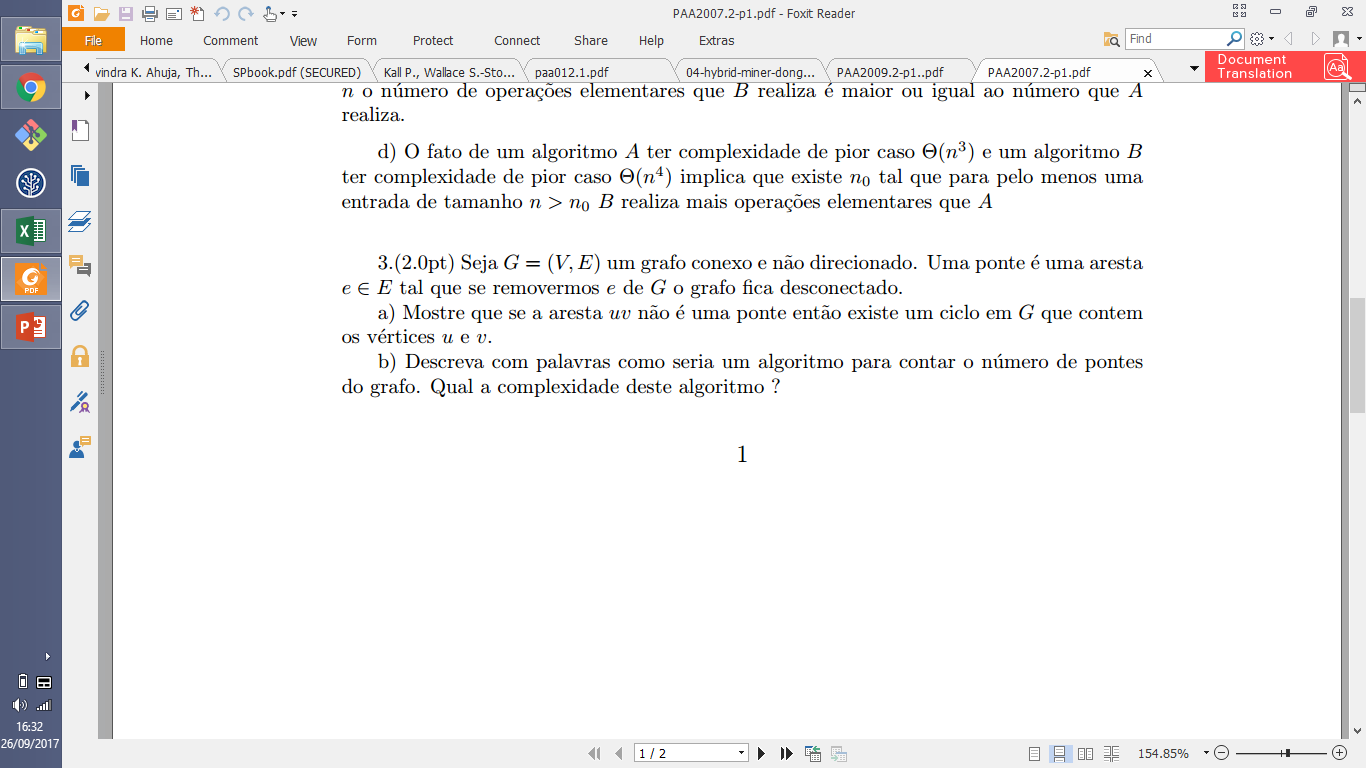 PAA2007.2-p1.pdf - Foxit Reader
File Home Comment View Form Protect Connect Share Help Extras
Find
vindra K. Ahuja, Th... SPbook.pdf (SECURED) Kall P., Wallace S.-Sto... paa012.1.pdf 04-hybrid-miner-dong... PAA2009.2-p1..pdf PAA2007.2-p1.pdf
Document
Translation
n o número de operações elementares que B realiza é maior ou igual ao número que A
realiza.
d) O fato de um algoritmo A ter complexidade de pior caso Θ(n³) e um algoritmo B
ter complexidade de pior caso Θ(n⁴) implica que existe n₀ tal que para pelo menos uma
entrada de tamanho n > n₀ B realiza mais operações elementares que A
3.(2.0pt) Seja G = (V, E) um grafo conexo e não direcionado. Uma ponte é uma aresta
e ∈ E tal que se removermos e de G o grafo fica desconectado.
a) Mostre que se a aresta uv não é uma ponte então existe um ciclo em G que contem
os vértices u e v.
b) Descreva com palavras como seria um algoritmo para contar o número de pontes
do grafo. Qual a complexidade deste algoritmo ?
1
PDF
16:32
26/09/2017
1 / 2
154.85%